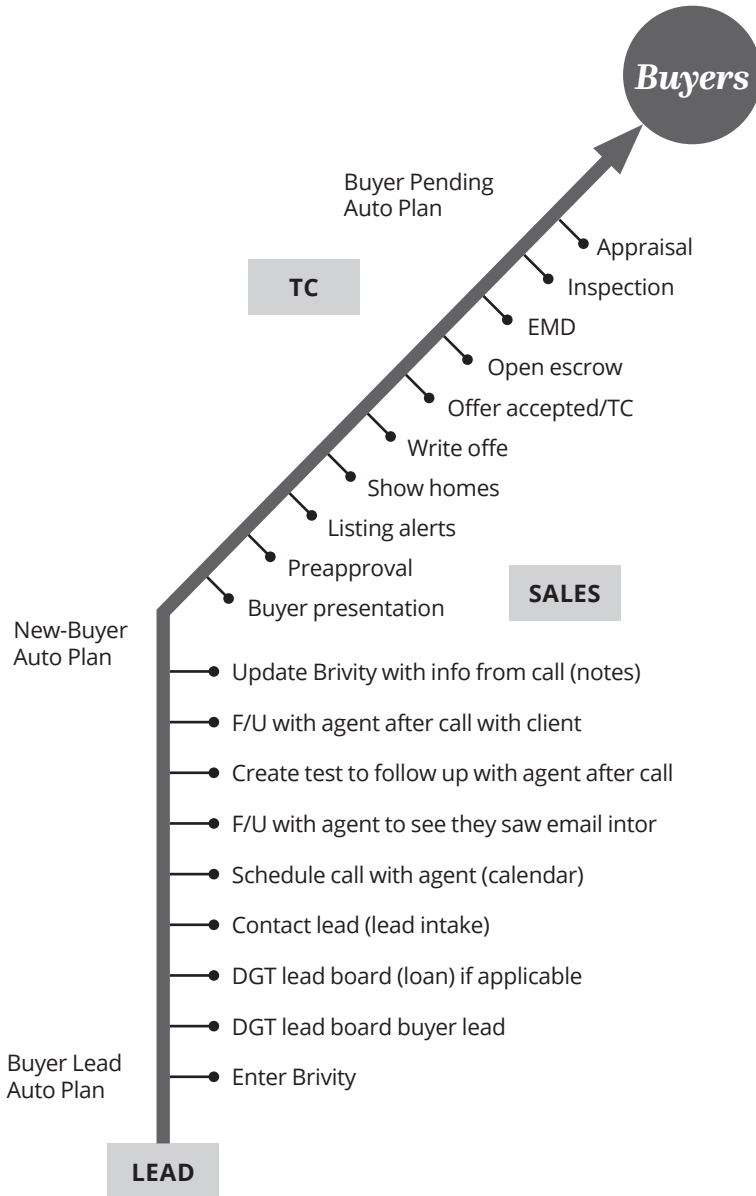 Buyers
Buyer Pending
Auto Plan
Appraisal
TC
Inspection
EMD
Open escrow
Offer accepted/TC
Write offe
Show homes
Listing alerts
Preapproval
SALES
Buyer presentation
New-Buyer
Auto Plan
Update Brivity with info from call (notes)
F/U with agent after call with client
Create test to follow up with agent after call
F/U with agent to see they saw email intor
Schedule call with agent (calendar)
Contact lead (lead intake)
DGT lead board (loan) if applicable
DGT lead board buyer lead
Buyer Lead
Auto Plan
Enter Brivity
LEAD